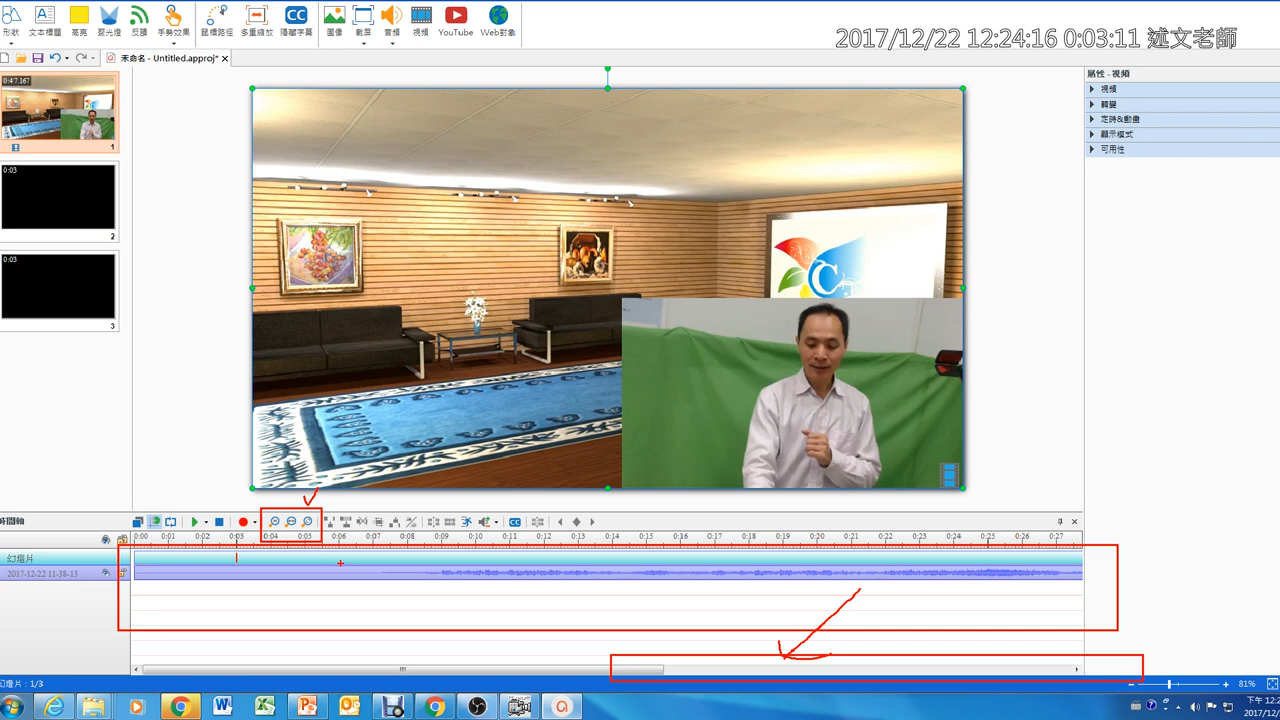 形狀
文本標題
高亮
聚光燈
反饋
手勢效果
鼠標路徑
多重縮放
CC
隱藏字幕
圖像
截屏
音頻
視頻
YouTube
Web對象
2017/12/22 12:24:16 0:03:11 述文老師
未命名 - Untitled.approj*
屬性 - 視頻
視頻
轉變
定時&動畫
顯示模式
可用性
0:47.167
1
0:03
2
0:03
3
C
時間軸
CC
0:00 0:01 0:02 0:03 0:04 0:05 0:06 0:07 0:08 0:09 0:10 0:11 0:12 0:13 0:14 0:15 0:16 0:17 0:18 0:19 0:20 0:21 0:22 0:23 0:24 0:25 0:26 0:27
幻燈片
2017-12-22 11-38-13
幻燈片: 1/3
81%
下午 12:2
2017/12/